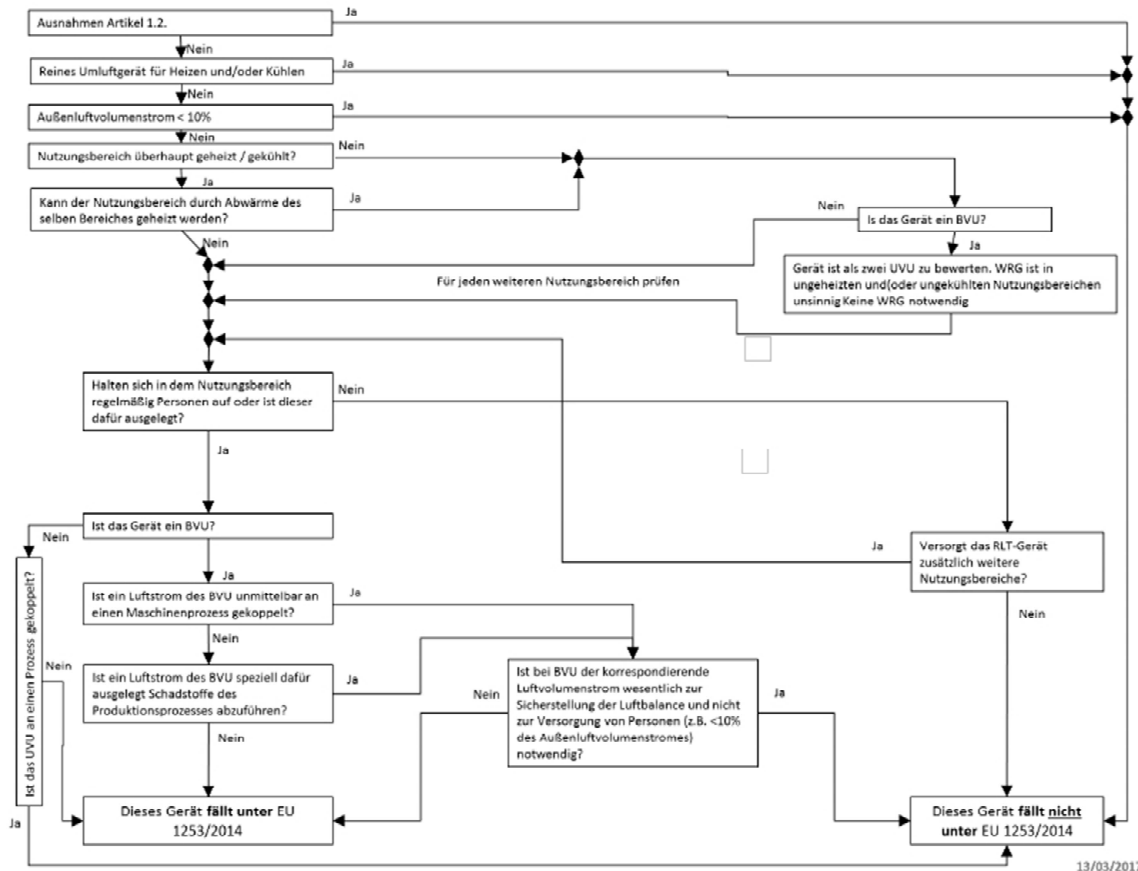 Ausnahmen Artikel 1.2.
Ja
Nein
Reines Umluftgerät für Heizen und/oder Kühlen
Ja
Nein
Außenluftvolumenstrom < 10%
Ja
Nein
Nutzungsbereich überhaupt geheizt / gekühlt?
Nein
Ja
Kann der Nutzungsbereich durch Abwärme des
selben Bereiches geheizt werden?
Ja
Nein
Is das Gerät ein BVU?
Nein
Ja
Gerät ist als zwei UVU zu bewerten. WRG ist in
ungeheizten und(oder ungekühlten Nutzungsbereichen
unsinnig Keine WRG notwendig
Für jeden weiteren Nutzungsbereich prüfen
Halten sich in dem Nutzungsbereich
regelmäßig Personen auf oder ist dieser
dafür ausgelegt?
Nein
Ja
Ist das Gerät ein BVU?
Nein
Ja
Versorgt das RLT-Gerät
zusätzlich weitere
Nutzungsbereiche?
Ja
Nein
Ist das UVU an einen Prozess gekoppelt?
Nein
Ja
Ist ein Luftstrom des BVU unmittelbar an
einen Maschinenprozess gekoppelt?
Ja
Nein
Ist ein Luftstrom des BVU speziell dafür
ausgelegt Schadstoffe des
Produktionsprozesses abzuführen?
Ja
Nein
Ist bei BVU der korrespondierende
Luftvolumenstrom wesentlich zur
Sicherstellung der Luftbalance und nicht
zur Versorgung von Personen (z.B. <10%
des Außenluftvolumenstromes)
notwendig?
Nein
Ja
Dieses Gerät fällt unter EU
1253/2014
Dieses Gerät fällt nicht
unter EU 1253/2014
13/03/2017